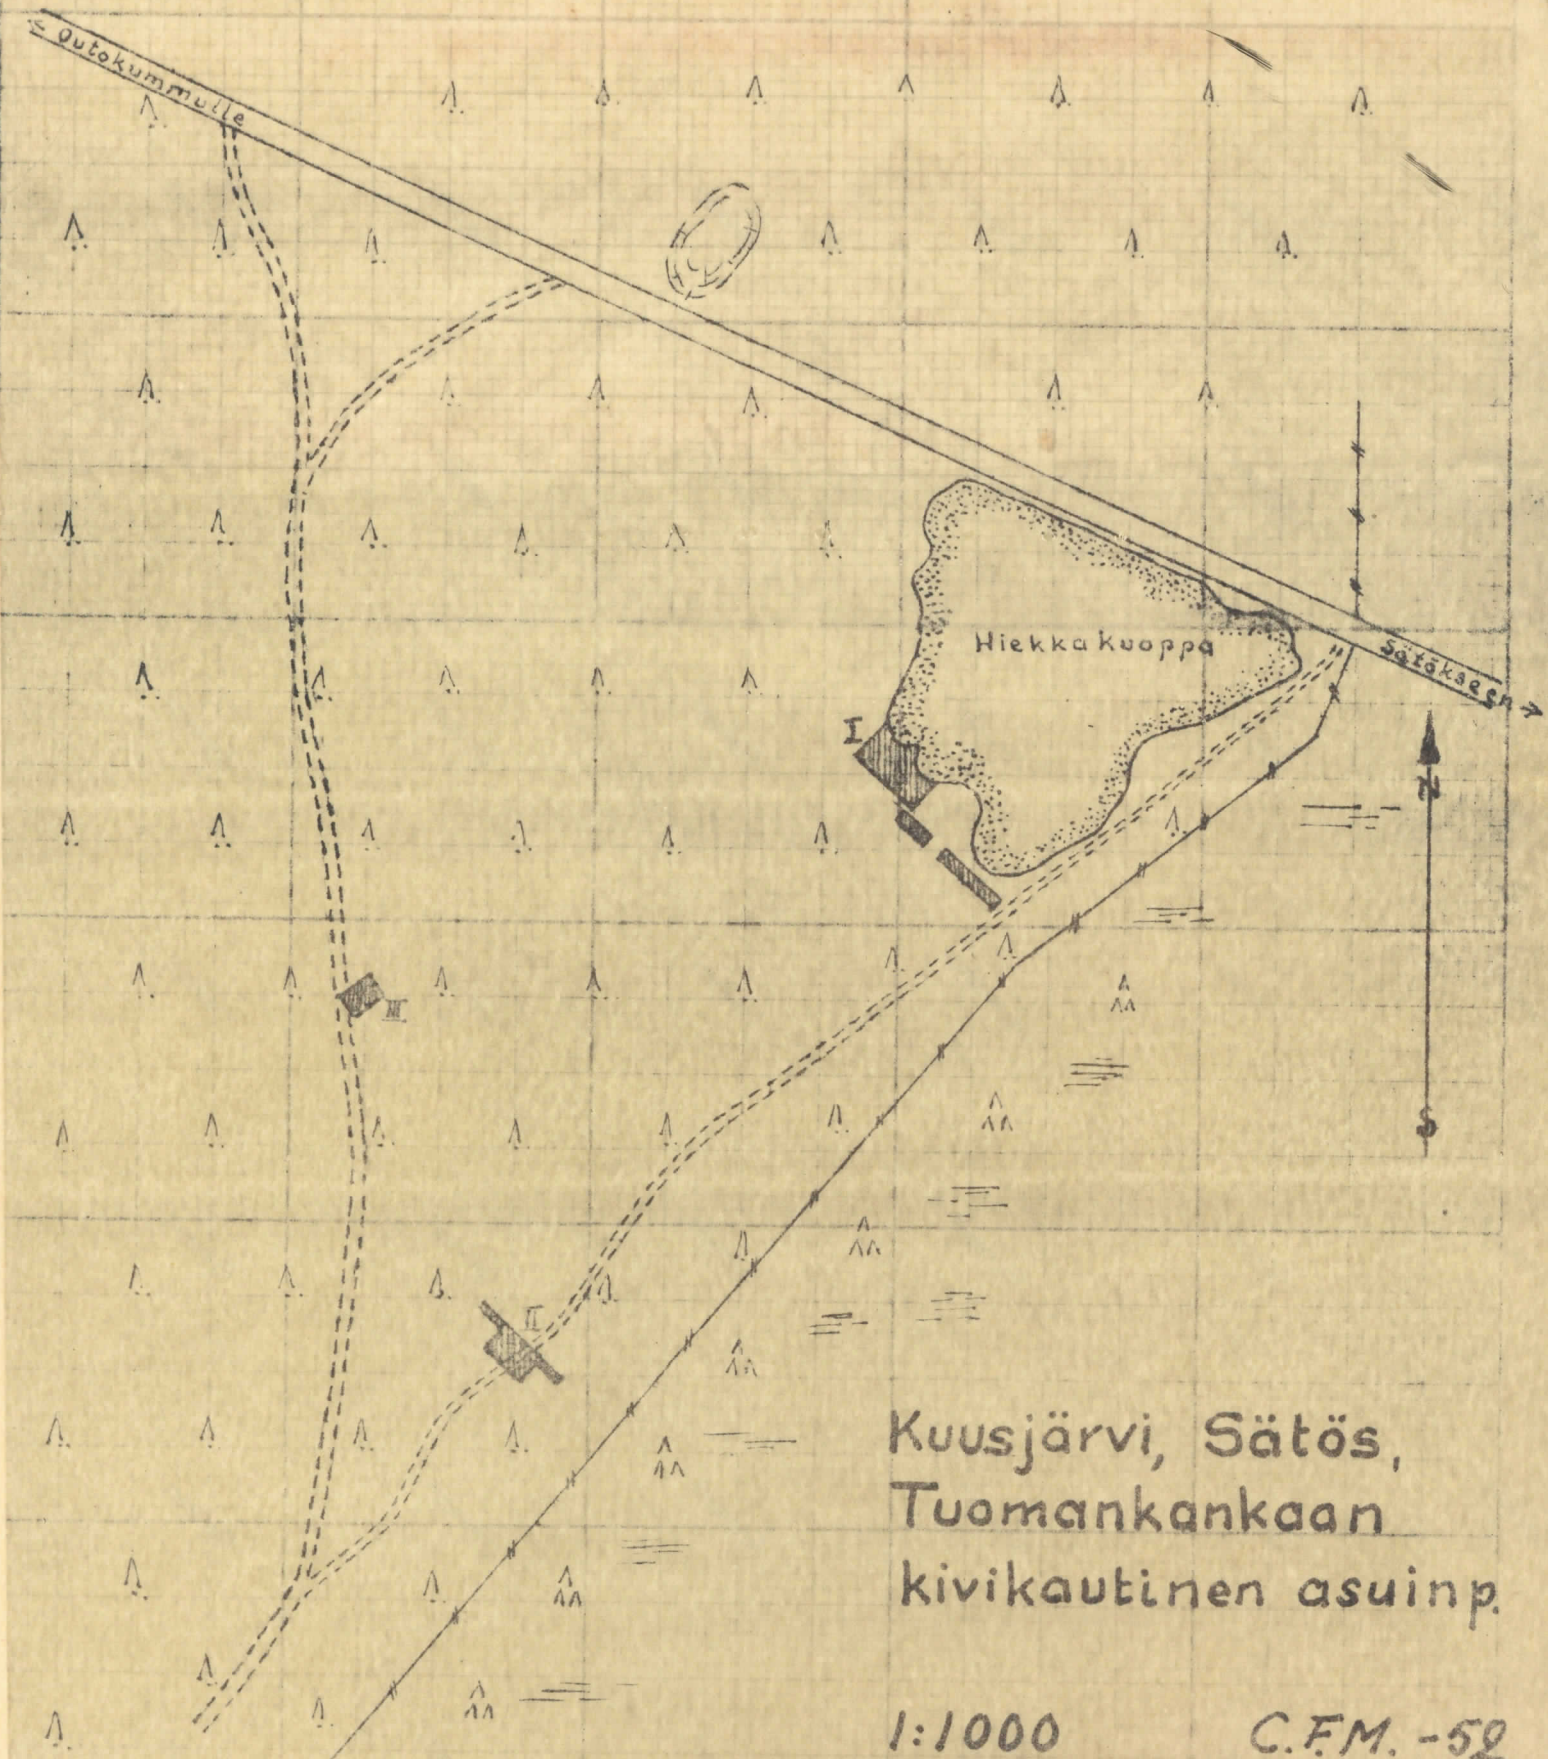 ← Outokummulle
Hiekkakuoppa
Sätökseen →
I
N
III
S
II
Kuusjärvi, Sätös,
Tuomankankaan
kivikautinen asuinp.
1:1000 C.F.M. -59